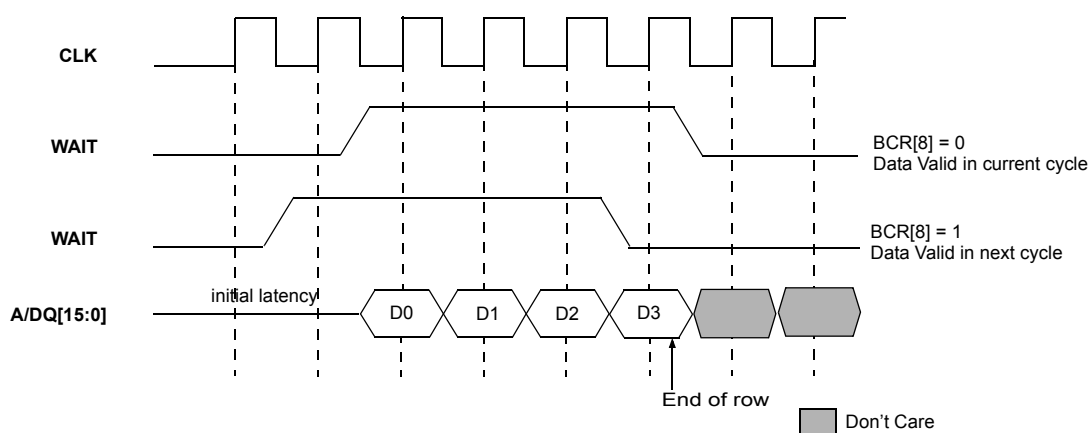 CLK
WAIT
BCR[8] = 0
Data Valid in current cycle
WAIT
BCR[8] = 1
Data Valid in next cycle
initial latency
A/DQ[15:0]
D0
D1
D2
D3
End of row
Don't Care